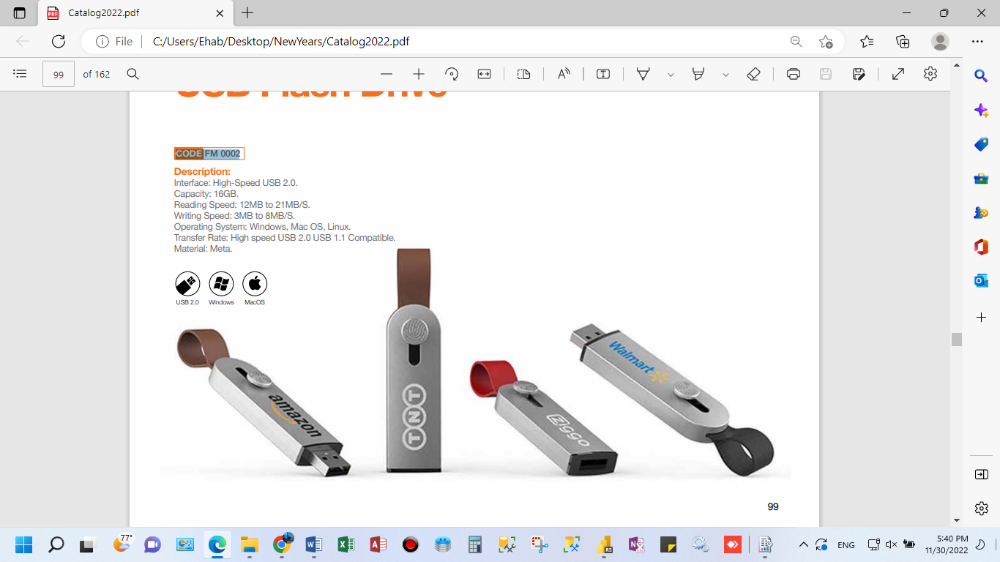 Catalog2022.pdf
File
C:/Users/Ehab/Desktop/NewYears/Catalog2022.pdf
99 of 162
USB Flash Drive
CODE FM 0002
Description:
Interface: High-Speed USB 2.0.
Capacity: 16GB.
Reading Speed: 12MB to 21MB/S.
Writing Speed: 3MB to 8MB/S.
Operating System: Windows, Mac OS, Linux.
Transfer Rate: High speed USB 2.0 USB 1.1 Compatible.
Material: Meta.
USB 2.0
Windows
MacOS
amazon
TNT
Ziggo
Walmart
99
77°
ENG
5:40 PM
11/30/2022